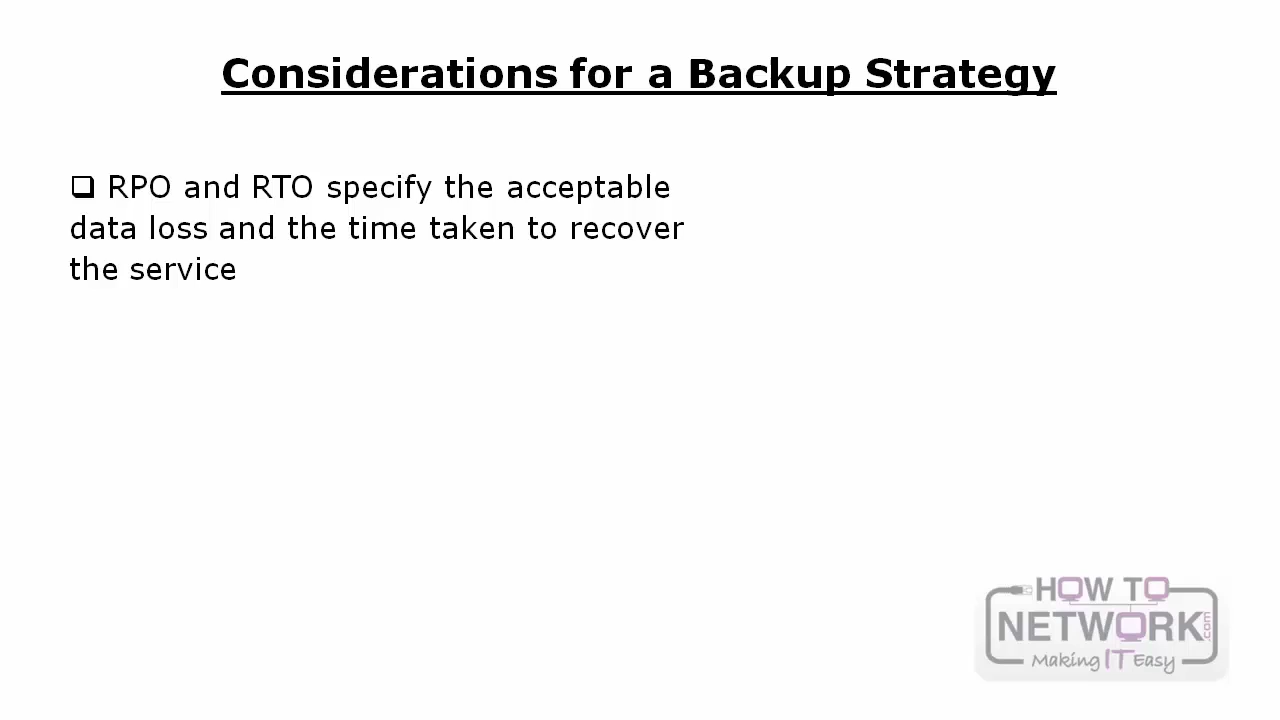 Considerations for a Backup Strategy
❑ RPO and RTO specify the acceptable
data loss and the time taken to recover
the service
HOW TO
NETWORK.com
Making IT Easy